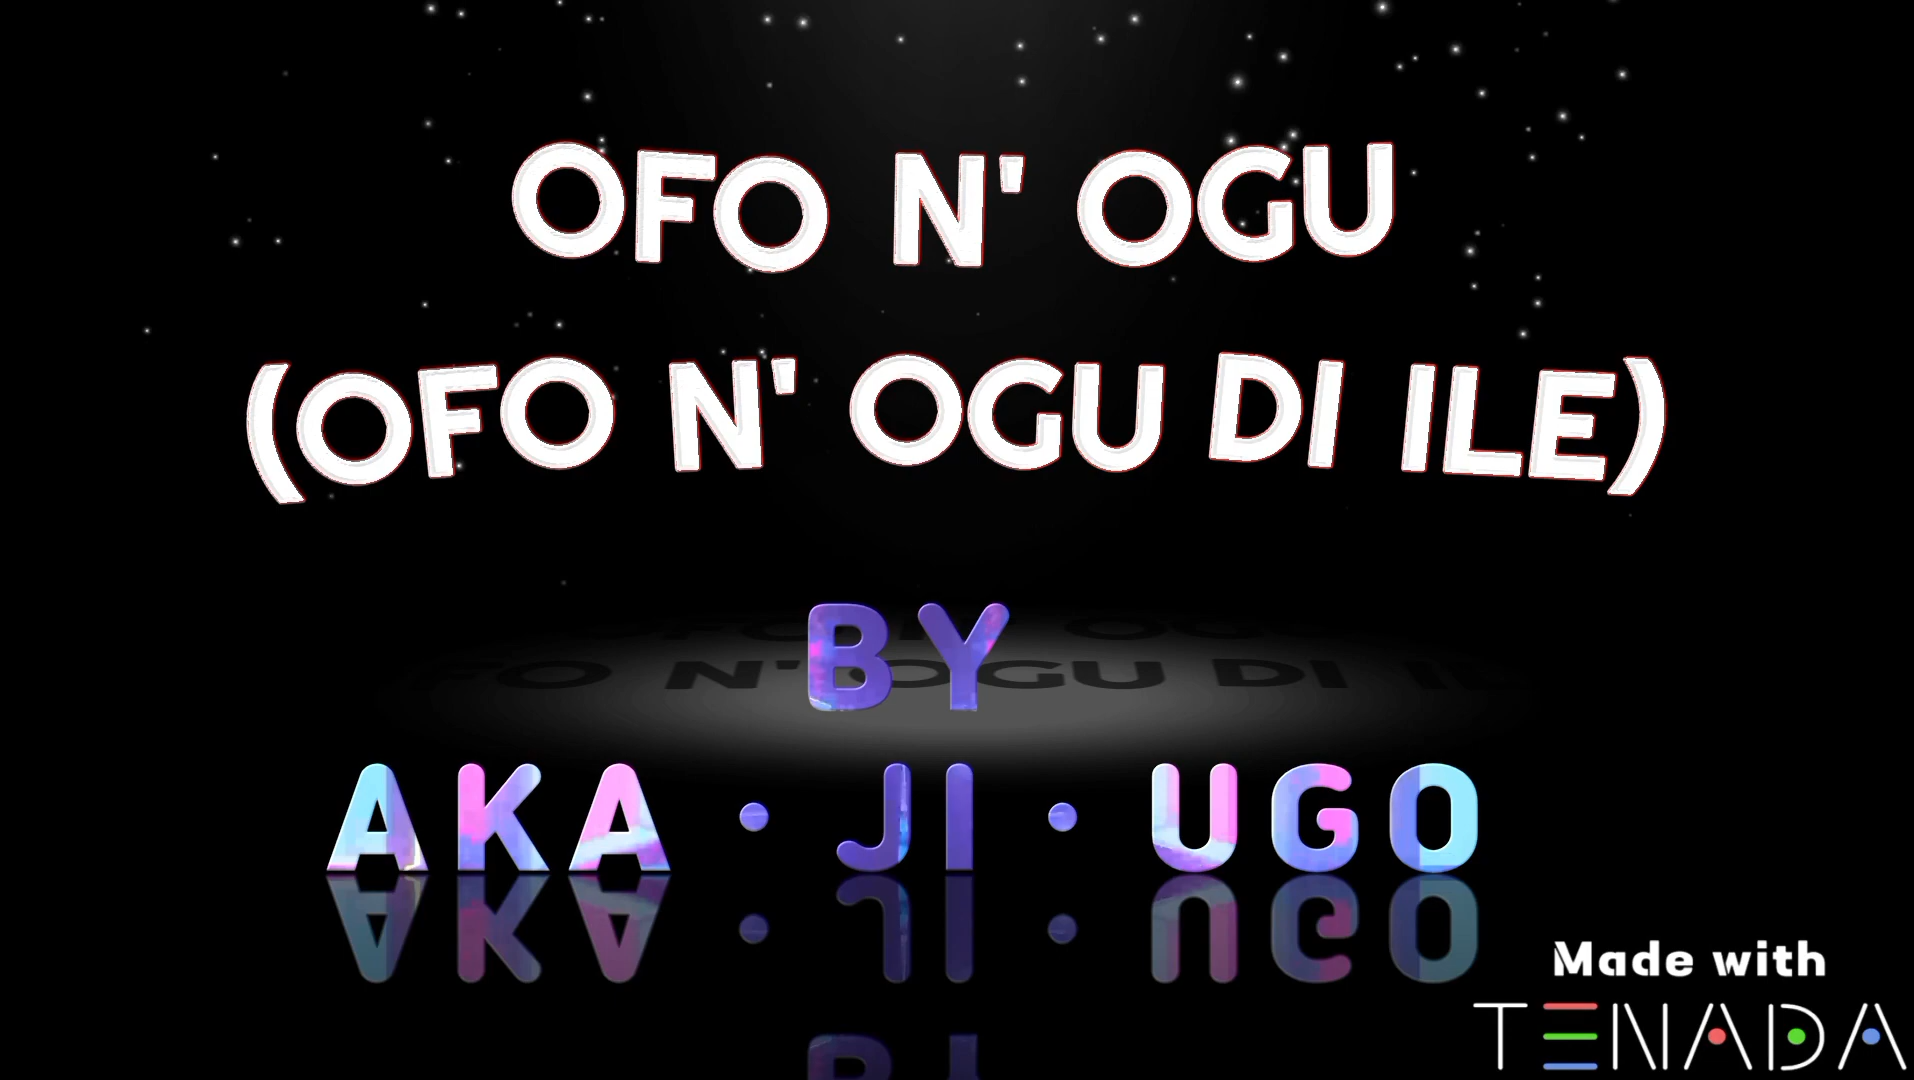 OFO N' OGU
(OFO N' OGU DI ILE)
BY
AKA · JI · UGO
Made with
TENADA